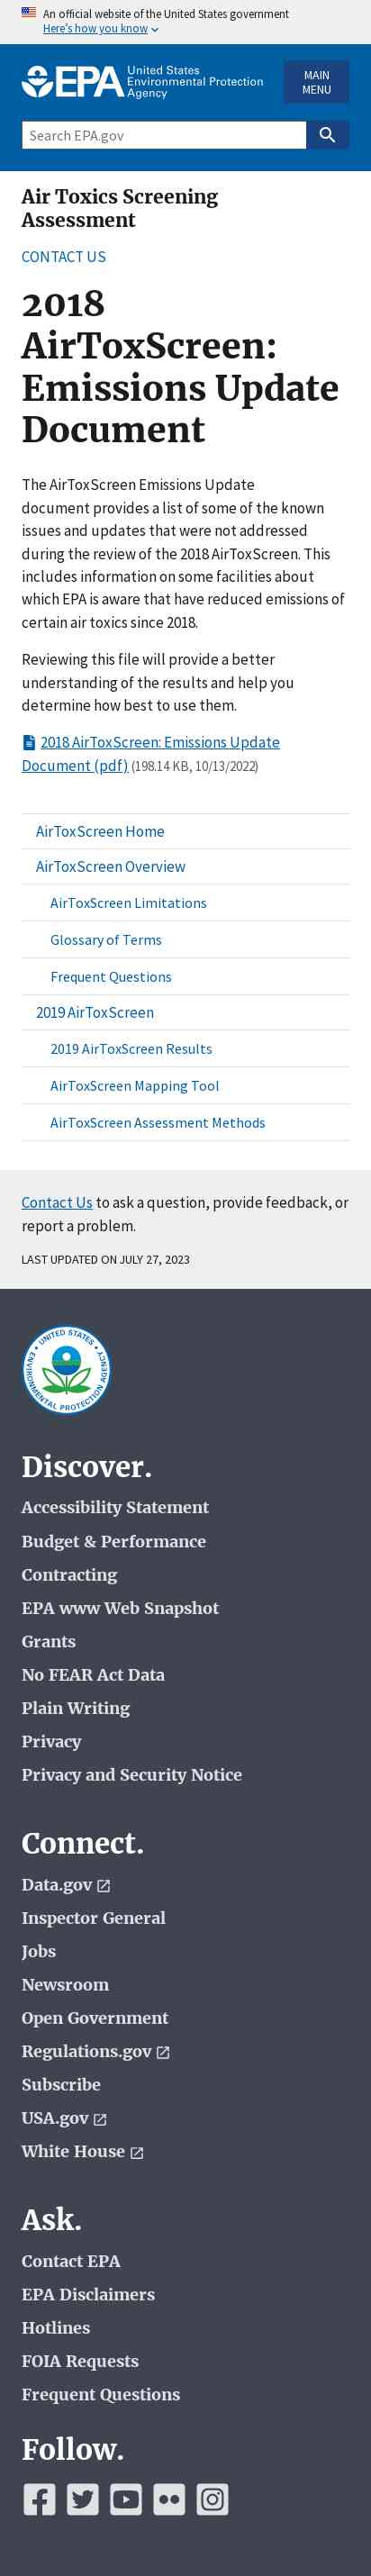 An official website of the United States government
Here's how you know
EPA United States
Environmental Protection
Agency
MAIN
MENU
Search EPA.gov
Air Toxics Screening
Assessment
CONTACT US
2018
AirToxScreen:
Emissions Update
Document
The AirToxScreen Emissions Update
document provides a list of some of the known
issues and updates that were not addressed
during the review of the 2018 AirToxScreen. This
includes information on some facilities about
which EPA is aware that have reduced emissions of
certain air toxics since 2018.
Reviewing this file will provide a better
understanding of the results and help you
determine how best to use them.
2018 AirToxScreen: Emissions Update
Document (pdf) (198.14 KB, 10/13/2022)
AirToxScreen Home
AirToxScreen Overview
AirToxScreen Limitations
Glossary of Terms
Frequent Questions
2019 AirToxScreen
2019 AirToxScreen Results
AirToxScreen Mapping Tool
AirToxScreen Assessment Methods
Contact Us to ask a question, provide feedback, or
report a problem.
LAST UPDATED ON JULY 27, 2023
UNITED STATES ENVIRONMENTAL PROTECTION AGENCY
Discover.
Accessibility Statement
Budget & Performance
Contracting
EPA www Web Snapshot
Grants
No FEAR Act Data
Plain Writing
Privacy
Privacy and Security Notice
Connect.
Data.gov
Inspector General
Jobs
Newsroom
Open Government
Regulations.gov
Subscribe
USA.gov
White House
Ask.
Contact EPA
EPA Disclaimers
Hotlines
FOIA Requests
Frequent Questions
Follow.